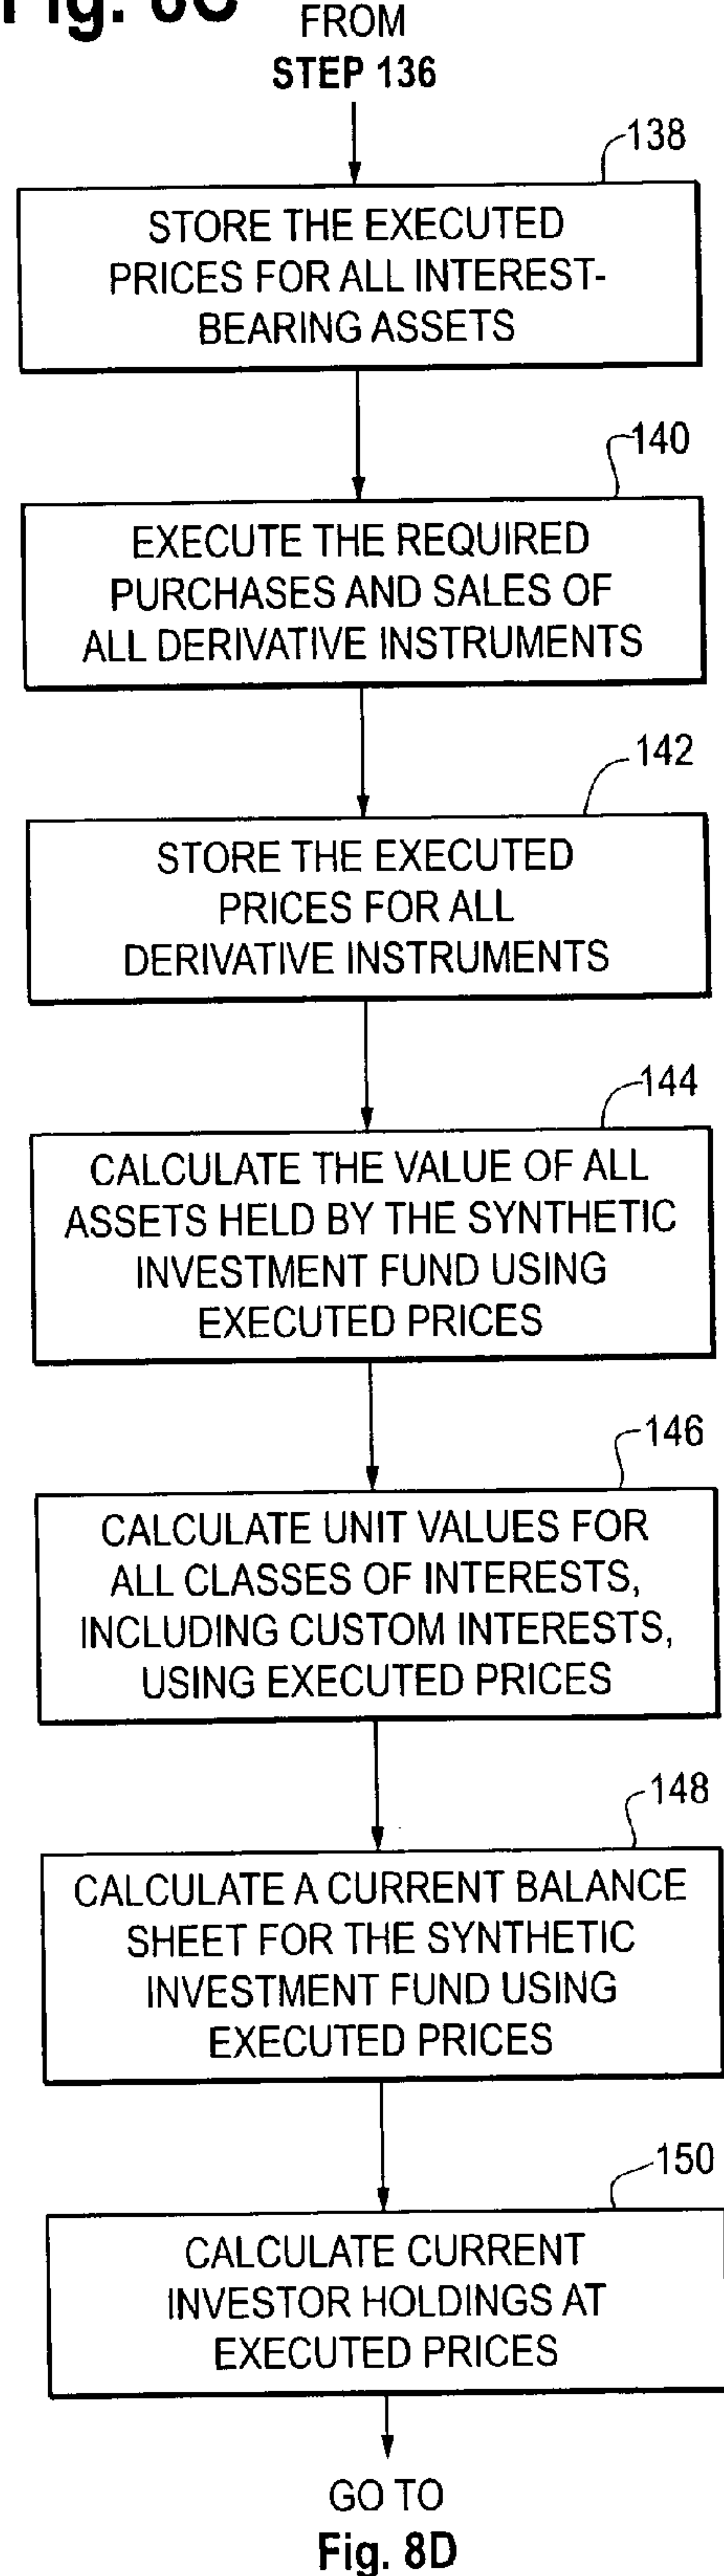 Fig. 8C
FROM
STEP 136
138
STORE THE EXECUTED
PRICES FOR ALL INTEREST-
BEARING ASSETS
140
EXECUTE THE REQUIRED
PURCHASES AND SALES OF
ALL DERIVATIVE INSTRUMENTS
142
STORE THE EXECUTED
PRICES FOR ALL
DERIVATIVE INSTRUMENTS
144
CALCULATE THE VALUE OF ALL
ASSETS HELD BY THE SYNTHETIC
INVESTMENT FUND USING
EXECUTED PRICES
146
CALCULATE UNIT VALUES FOR
ALL CLASSES OF INTERESTS,
INCLUDING CUSTOM INTERESTS,
USING EXECUTED PRICES
148
CALCULATE A CURRENT BALANCE
SHEET FOR THE SYNTHETIC
INVESTMENT FUND USING
EXECUTED PRICES
150
CALCULATE CURRENT
INVESTOR HOLDINGS AT
EXECUTED PRICES
GO TO
Fig. 8D